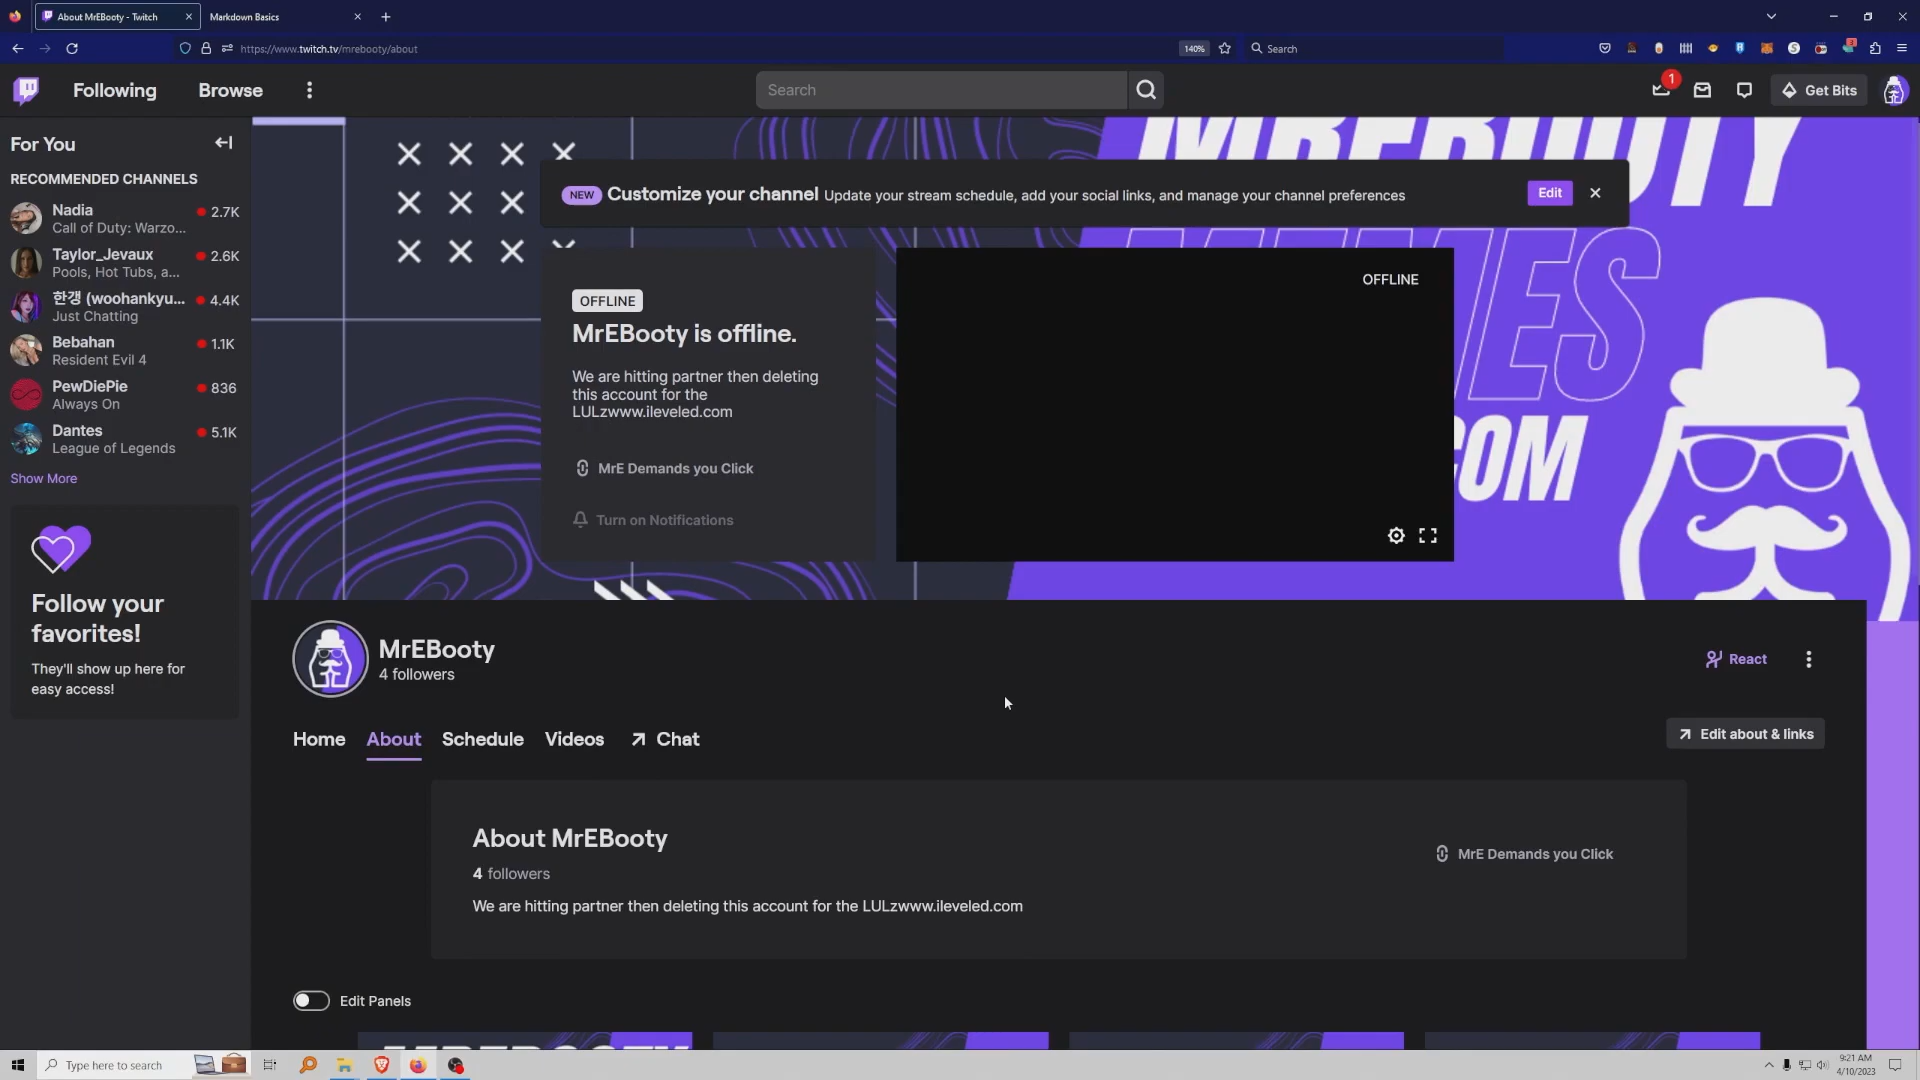 About MrEBooty - Twitch
Markdown Basics
https://www.twitch.tv/mrebooty/about
140%
Search
Following
Browse
Search
1
Get Bits
For You
RECOMMENDED CHANNELS
Nadia
2.7K
Call of Duty: Warzo...
Taylor_Jevaux
2.6K
Pools, Hot Tubs, a...
한갱 (woohankyu...
4.4K
Just Chatting
Bebahan
1.1K
Resident Evil 4
PewDiePie
836
Always On
Dantes
5.1K
League of Legends
Show More
Follow your
favorites!
They'll show up here for
easy access!
MREBOOTY
NEW Customize your channel Update your stream schedule, add your social links, and manage your channel preferences
Edit
OFFLINE
MrEBooty is offline.
We are hitting partner then deleting
this account for the
LULzwww.ileveled.com
MrE Demands you Click
Turn on Notifications
OFFLINE
MrEBooty
4 followers
React
Home
About
Schedule
Videos
Chat
Edit about & links
About MrEBooty
4 followers
We are hitting partner then deleting this account for the LULzwww.ileveled.com
MrE Demands you Click
Edit Panels
Type here to search
9:21 AM
4/10/2023